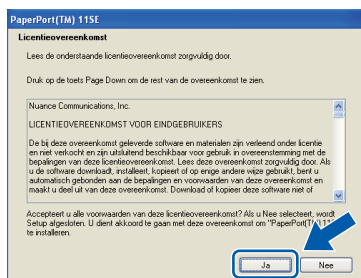 PaperPort(TM) 11SE
Licentieovereenkomst
Lees de onderstaande licentieovereenkomst zorgvuldig door.
Druk op de toets Page Down om de rest van de overeenkomst te zien.
Nuance Communications, Inc.
LICENTIEOVEREENKOMST VOOR EINDGEBRUIKERS
De bij deze overeenkomst geleverde software en materialen zijn verleend onder licentie
en niet verkocht en zijn uitsluitend beschikbaar voor gebruik in overeenstemming met de
bepalingen van deze licentieovereenkomst. Lees deze overeenkomst zorgvuldig door. Als
u de software downloadt, installeert, kopieert of op enige andere wijze gebruikt, bent u
automatisch gebonden aan de bepalingen en voorwaarden van deze overeenkomst en
maakt u deel uit van deze overeenkomst. Download of kopieer deze software niet of
Accepteert u alle voorwaarden van deze licentieovereenkomst? Als u Nee selecteert, wordt
Setup afgesloten. U dient akkoord te gaan met deze overeenkomst om "PaperPort(TM) 11
te installeren.
Ja
Nee